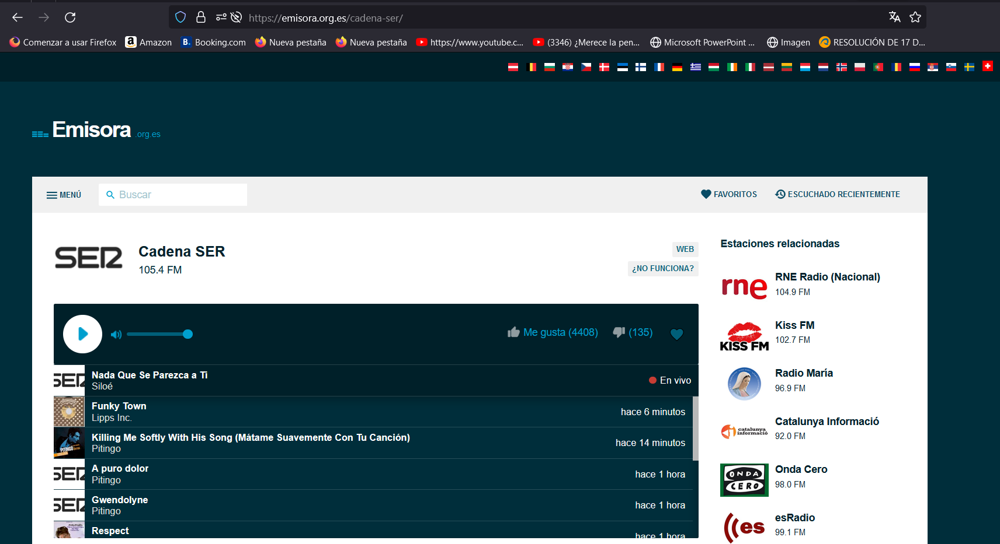 https://emisora.org.es/cadena-ser/
Comenzar a usar Firefox
Amazon
B.
Booking.com
Nueva pestaña
Nueva pestaña
https://www.youtube.c...
(3346) ¿Merece la pen...
Microsoft PowerPoint ...
Imagen
RESOLUCIÓN DE 17 D...
Emisora .org.es
MENÚ
Buscar
FAVORITOS
ESCUCHADO RECIENTEMENTE
SER
Cadena SER
105.4 FM
WEB
¿NO FUNCIONA?
Me gusta (4408)
(135)
Nada Que Se Parezca a Ti
Siloé
En vivo
Funky Town
Lipps Inc.
hace 6 minutos
Killing Me Softly With His Song (Mátame Suavemente Con Tu Canción)
Pitingo
hace 14 minutos
PITINGO
A puro dolor
Pitingo
hace 1 hora
Gwendolyne
Pitingo
hace 1 hora
Respect
hace 1 hora
Estaciones relacionadas
rne
RNE Radio (Nacional)
104.9 FM
KISS FM
Kiss FM
102.7 FM
Radio María
96.9 FM
catalunya
informació
Catalunya Informació
92.0 FM
ONDA
CERO
Onda Cero
98.0 FM
es
esRadio
99.1 FM